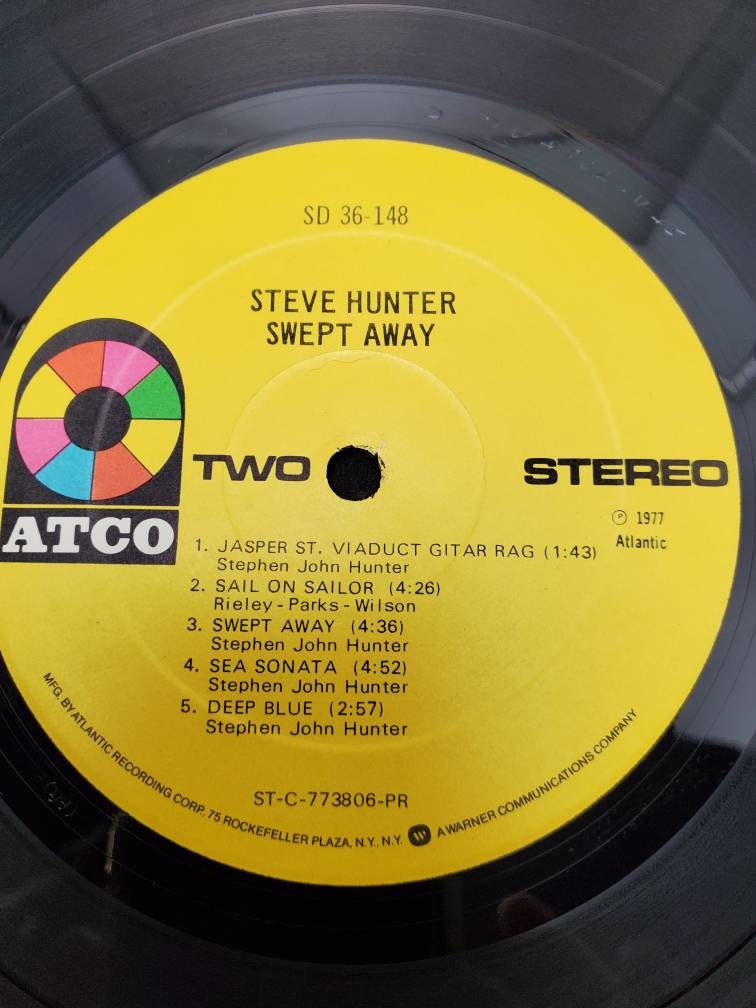 SD 36-148
STEVE HUNTER
SWEPT AWAY
TWO
STEREO
ATCO
℗ 1977
Atlantic
1. JASPER ST. VIADUCT GITAR RAG (1:43)
Stephen John Hunter
2. SAIL ON SAILOR (4:26)
Rieley - Parks - Wilson
3. SWEPT AWAY (4:36)
Stephen John Hunter
4. SEA SONATA (4:52)
Stephen John Hunter
5. DEEP BLUE (2:57)
Stephen John Hunter
ST-C-773806-PR
MFG. BY ATLANTIC RECORDING CORP., 75 ROCKEFELLER PLAZA, N.Y., N.Y. W A WARNER COMMUNICATIONS COMPANY